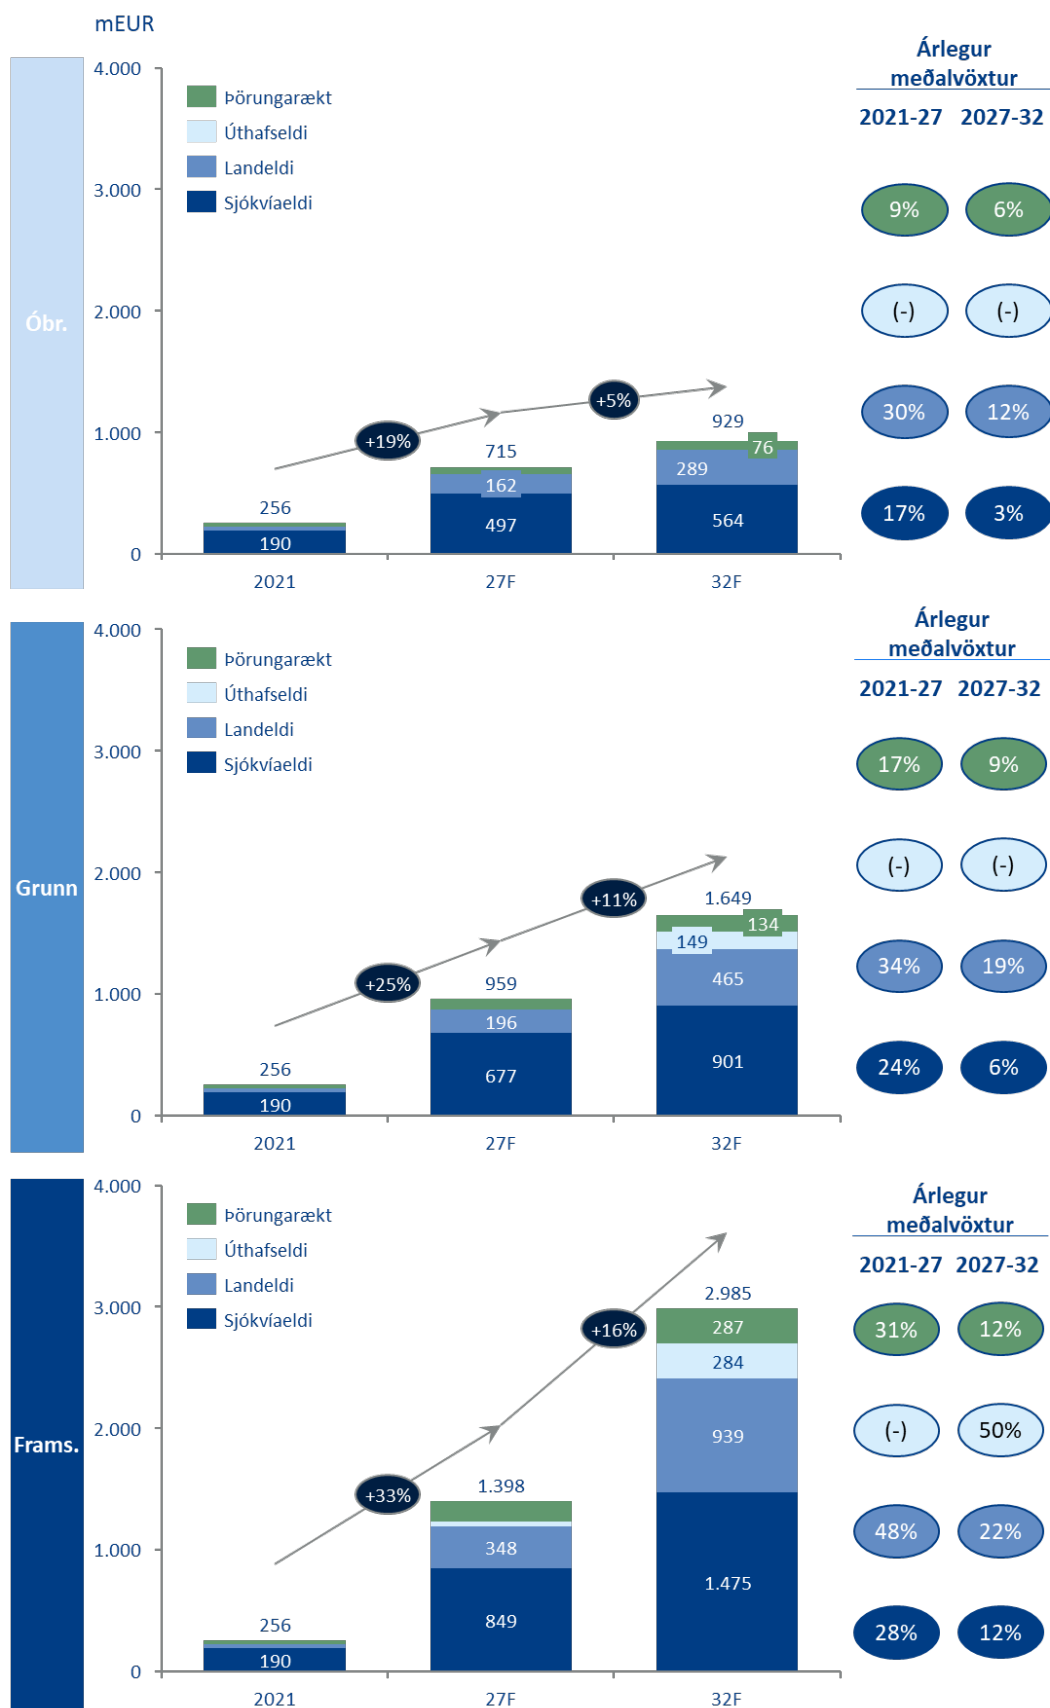 mEUR
Óbr.
4.000
3.000
2.000
1.000
0
Þörungarækt
Úthafseldi
Landeldi
Sjókvíaeldi
+19%
+5%
256
190
715
162
497
929
76
289
564
2021
27F
32F
Árlegur
meðalvöxtur
2021-27 2027-32
9% 6%
(-) (-)
30% 12%
17% 3%
Grunn
4.000
3.000
2.000
1.000
0
Þörungarækt
Úthafseldi
Landeldi
Sjókvíaeldi
+25%
+11%
256
190
959
196
677
1.649
134
149
465
901
2021
27F
32F
Árlegur
meðalvöxtur
2021-27 2027-32
17% 9%
(-) (-)
34% 19%
24% 6%
Frams.
4.000
3.000
2.000
1.000
0
Þörungarækt
Úthafseldi
Landeldi
Sjókvíaeldi
+33%
+16%
256
190
1.398
348
849
2.985
287
284
939
1.475
2021
27F
32F
Árlegur
meðalvöxtur
2021-27 2027-32
31% 12%
(-) 50%
48% 22%
28% 12%